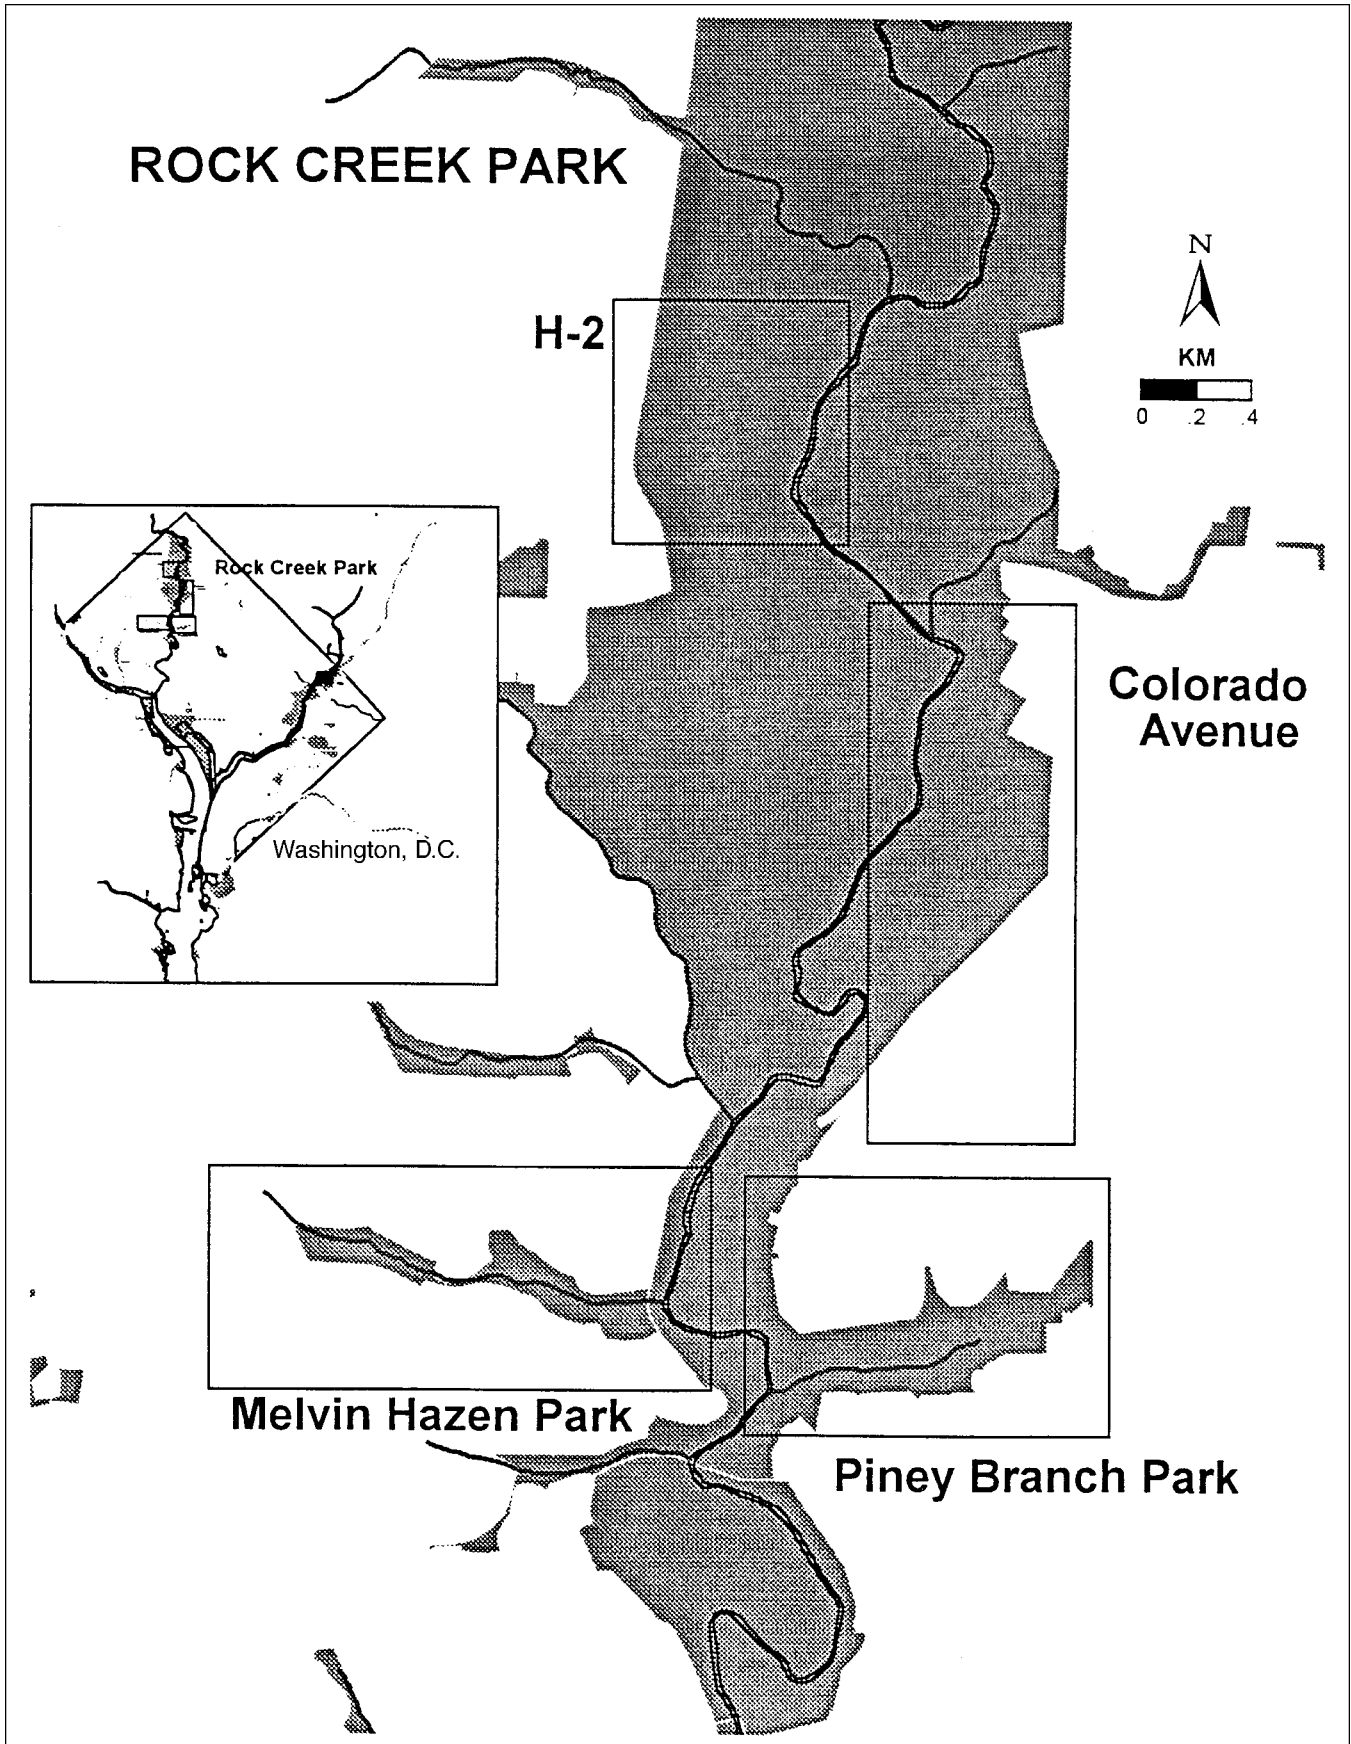 ROCK CREEK PARK
N
H-2
KM
0 .2 .4
Rock Creek Park
Colorado
Avenue
Washington, D.C.
Melvin Hazen Park
Piney Branch Park